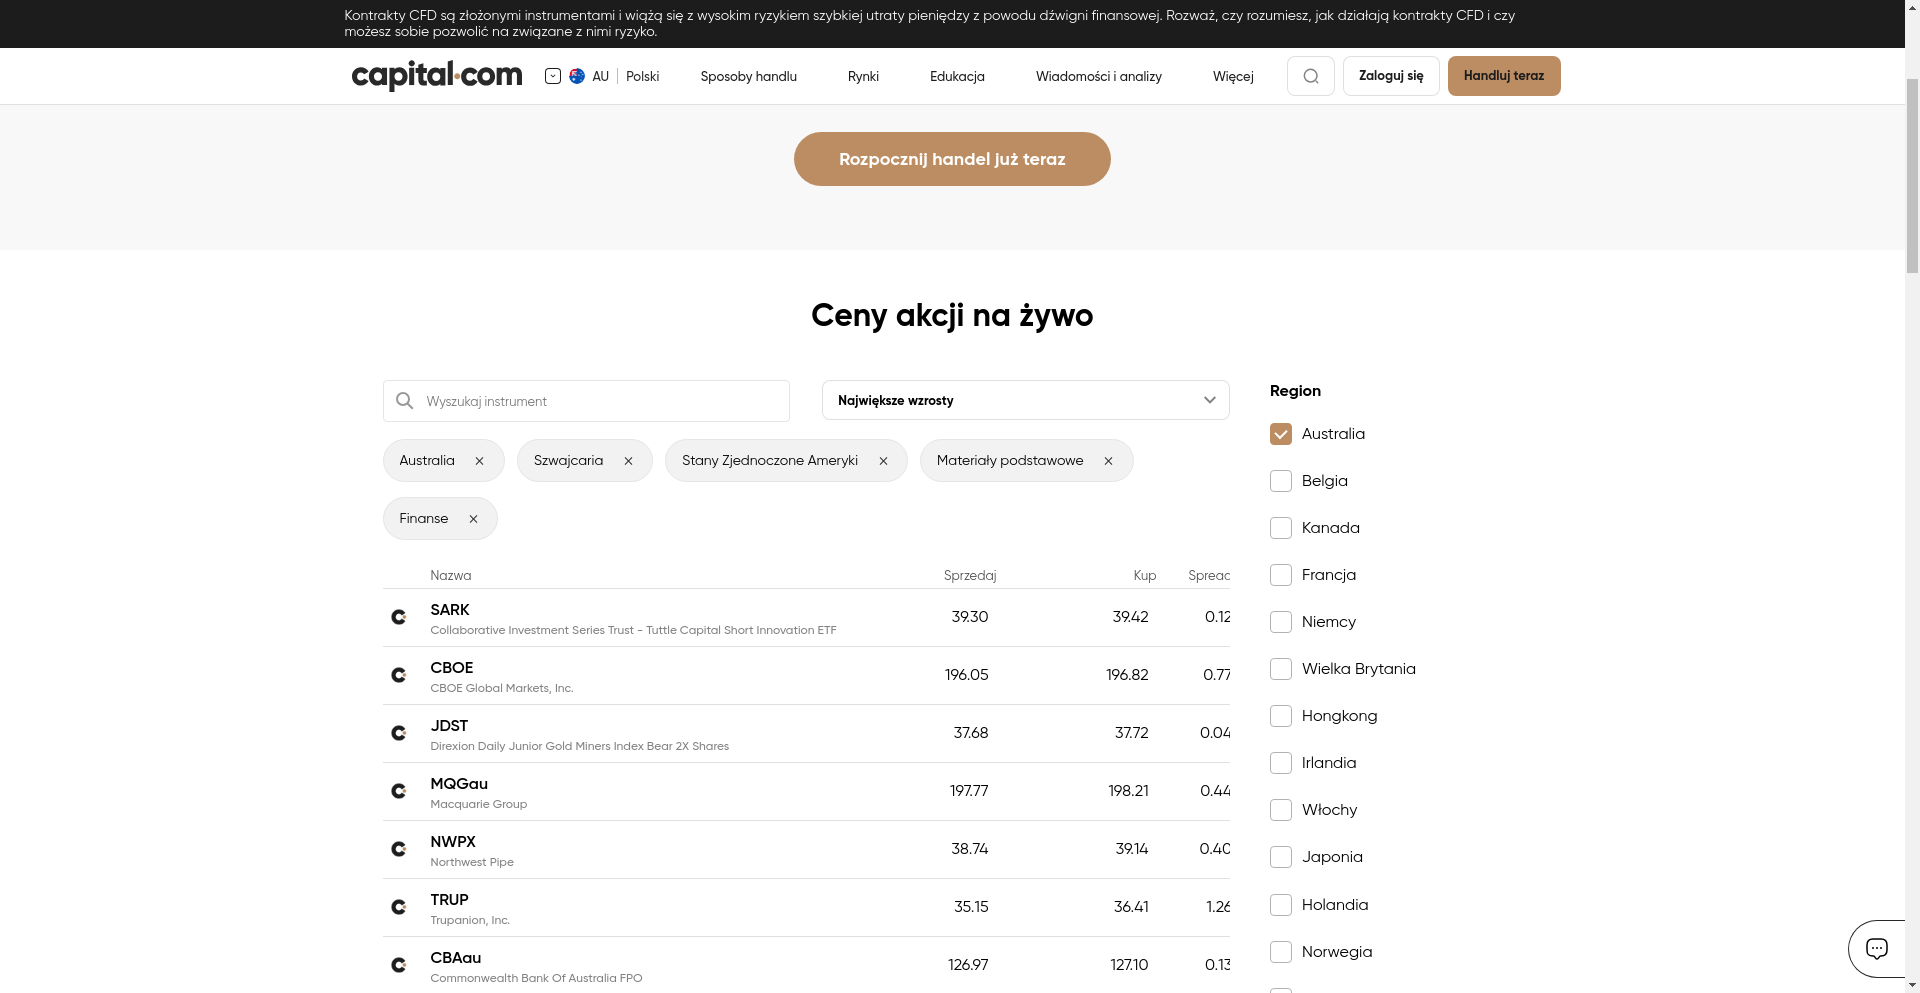 Kontrakty CFD są złożonymi instrumentami i wiążą się z wysokim ryzykiem szybkiej utraty pieniędzy z powodu dźwigni finansowej. Rozważ, czy rozumiesz, jak działają kontrakty CFD i czy
możesz sobie pozwolić na związane z nimi ryzyko.
capital.com
AU Polski
Sposoby handlu
Rynki
Edukacja
Wiadomości i analizy
Więcej
Zaloguj się
Handluj teraz
Rozpocznij handel już teraz
Ceny akcji na żywo
Wyszukaj instrument
Największe wzrosty
Australia
Szwajcaria
Stany Zjednoczone Ameryki
Materiały podstawowe
Finanse
Nazwa Sprzedaj Kup Spread
SARK 39.30 39.42 0.12
Collaborative Investment Series Trust - Tuttle Capital Short Innovation ETF
CBOE 196.05 196.82 0.77
CBOE Global Markets, Inc.
JDST 37.68 37.72 0.04
Direxion Daily Junior Gold Miners Index Bear 2X Shares
MQGau 197.77 198.21 0.44
Macquarie Group
NWPX 38.74 39.14 0.40
Northwest Pipe
TRUP 35.15 36.41 1.26
Trupanion, Inc.
CBAau 126.97 127.10 0.13
Commonwealth Bank Of Australia FPO
Region
Australia
Belgia
Kanada
Francja
Niemcy
Wielka Brytania
Hongkong
Irlandia
Włochy
Japonia
Holandia
Norwegia